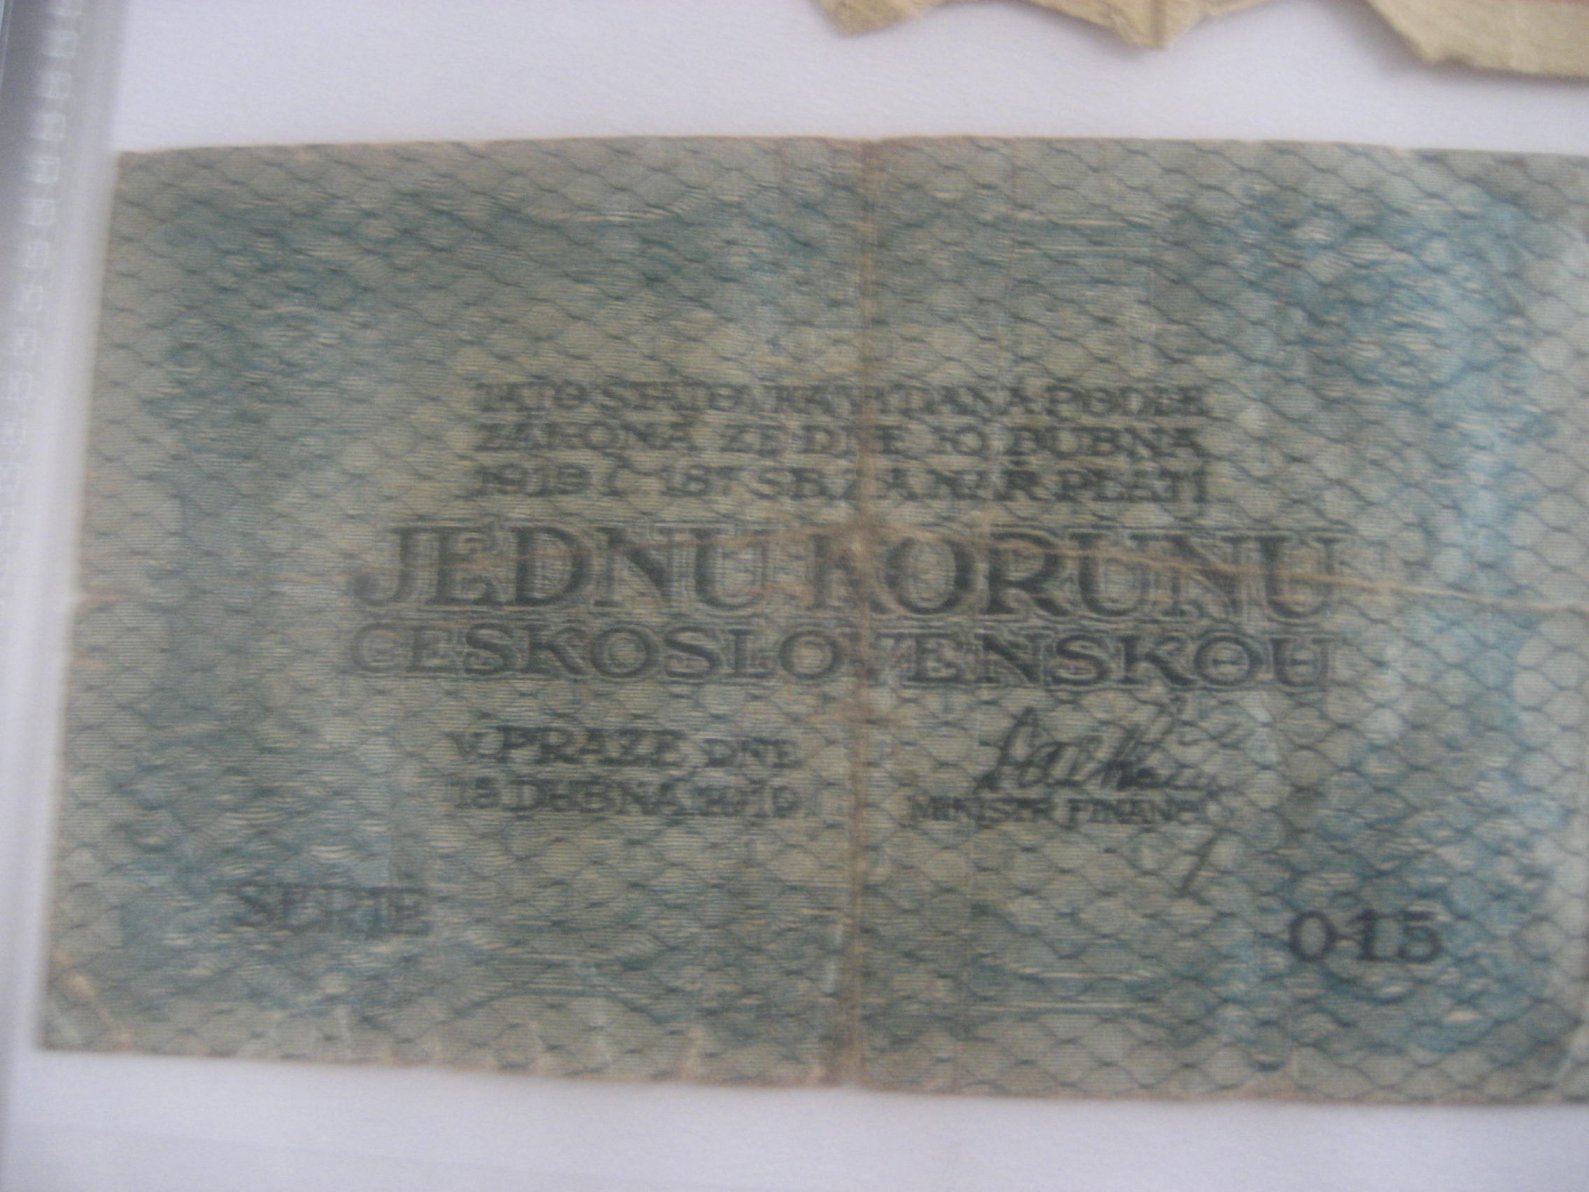 TATO STATOVKA VYDANÁ PODLE
ZÁKONA ZE DNE 10 DUBNA
1919 Č 187 SB.Z.A NAŘ PLATÍ
JEDNU KORUNU
ČESKOSLOVENSKOU
V PRAZE DNE
15 DUBNA 1919.
MINISTR FINANCÍ
SERIE
015